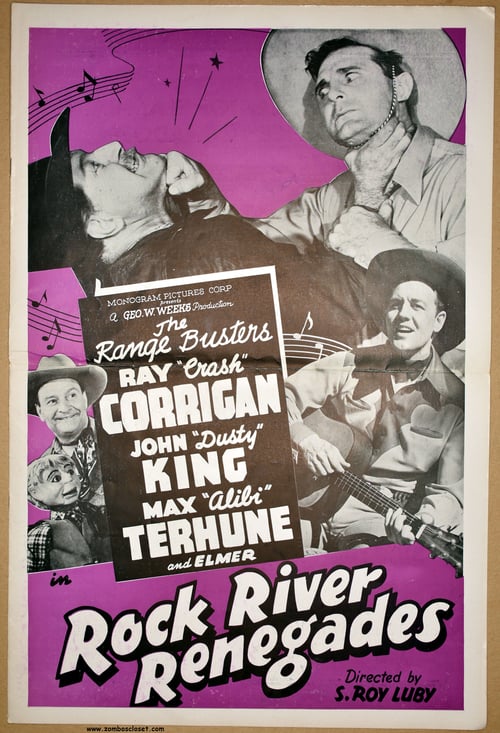 MONOGRAM PICTURES CORP
presents
A GEO. W. WEEKS Production
The
Range Busters
RAY "Crash"
CORRIGAN
JOHN "Dusty"
KING
MAX "Alibi"
TERHUNE
and ELMER
in
Rock River
Renegades
Directed by
S. ROY LUBY
www.zomboscloset.com